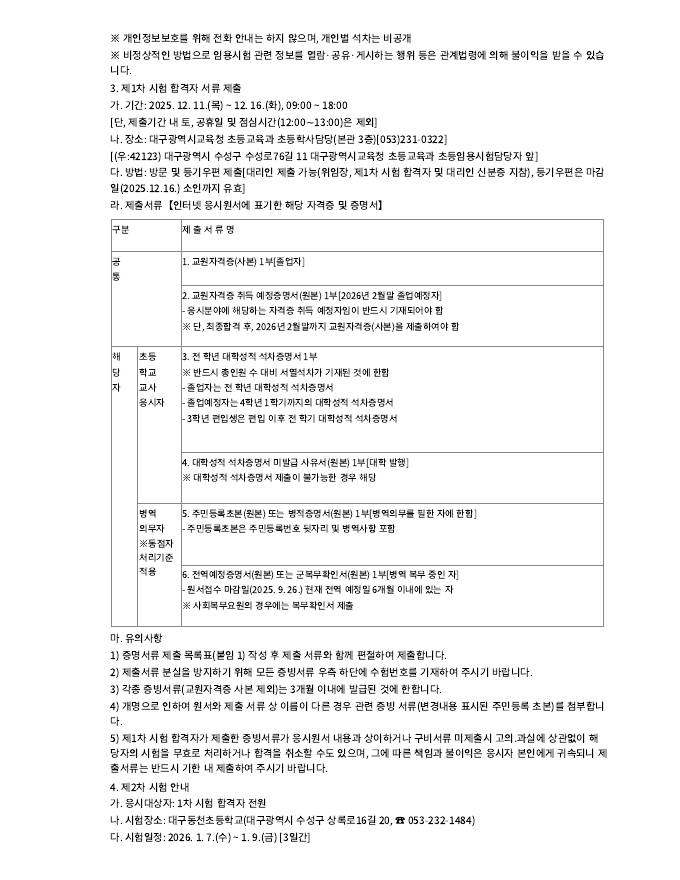 ※ 개인정보보호를 위해 전화 안내는 하지 않으며, 개인별 석차는 비공개
※ 비정상적인 방법으로 임용시험 관련 정보를 열람·공유·게시하는 행위 등은 관계법령에 의해 불이익을 받을 수 있습
니다.
3. 제1차 시험 합격자 서류 제출
가. 기간: 2025. 12. 11.(목) ~ 12. 16.(화), 09:00 ~ 18:00
[단, 제출기간 내 토, 공휴일 및 점심시간(12:00~13:00)은 제외]
나. 장소: 대구광역시교육청 초등교육과 초등학사담당(본관 3층)[053)231-0322]
[(우:42123) 대구광역시 수성구 수성로76길 11 대구광역시교육청 초등교육과 초등임용시험담당자 앞]
다. 방법: 방문 및 등기우편 제출[대리인 제출 가능(위임장, 제1차 시험 합격자 및 대리인 신분증 지참), 등기우편은 마감
일(2025.12.16.) 소인까지 유효]
라. 제출서류【인터넷 응시원서에 표기한 해당 자격증 및 증명서】
구분
제 출 서 류 명
공
통
1. 교원자격증(사본) 1부[졸업자]
2. 교원자격증 취득 예정증명서(원본) 1부[2026년 2월말 졸업예정자]
- 응시분야에 해당하는 자격증 취득 예정자임이 반드시 기재되어야 함
※ 단, 최종합격 후, 2026년 2월말까지 교원자격증(사본)을 제출하여야 함
해
당
자
초등
학교
교사
응시자
3. 전 학년 대학성적 석차증명서 1부
※ 반드시 총인원 수 대비 서열석차가 기재된 것에 한함
- 졸업자는 전 학년 대학성적 석차증명서
- 졸업예정자는 4학년 1학기까지의 대학성적 석차증명서
- 3학년 편입생은 편입 이후 전 학기 대학성적 석차증명서
4. 대학성적 석차증명서 미발급 사유서(원본) 1부[대학 발행]
※ 대학성적 석차증명서 제출이 불가능한 경우 해당
병역
의무자
※동점자
처리기준
적용
5. 주민등록초본(원본) 또는 병적증명서(원본) 1부[병역의무를 필한 자에 한함]
- 주민등록초본은 주민등록번호 뒷자리 및 병역사항 포함
6. 전역예정증명서(원본) 또는 군복무확인서(원본) 1부[병역 복무 중인 자]
- 원서접수 마감일(2025. 9. 26.) 현재 전역 예정일 6개월 이내에 있는 자
※ 사회복무요원의 경우에는 복무확인서 제출
마. 유의사항
1) 증명서류 제출 목록표(붙임 1) 작성 후 제출 서류와 함께 편철하여 제출합니다.
2) 제출서류 분실을 방지하기 위해 모든 증빙서류 우측 하단에 수험번호를 기재하여 주시기 바랍니다.
3) 각종 증빙서류(교원자격증 사본 제외)는 3개월 이내에 발급된 것에 한합니다.
4) 개명으로 인하여 원서와 제출 서류 상 이름이 다른 경우 관련 증빙 서류(변경내용 표시된 주민등록 초본)를 첨부합니
다.
5) 제1차 시험 합격자가 제출한 증빙서류가 응시원서 내용과 상이하거나 구비서류 미제출시 고의.과실에 상관없이 해
당자의 시험을 무효로 처리하거나 합격을 취소할 수도 있으며, 그에 따른 책임과 불이익은 응시자 본인에게 귀속되니 제
출서류는 반드시 기한 내 제출하여 주시기 바랍니다.
4. 제2차 시험 안내
가. 응시대상자: 1차 시험 합격자 전원
나. 시험장소: 대구동천초등학교(대구광역시 수성구 상록로16길 20, ☎ 053-232-1484)
다. 시험일정: 2026. 1. 7.(수) ~ 1. 9.(금) [3일간]